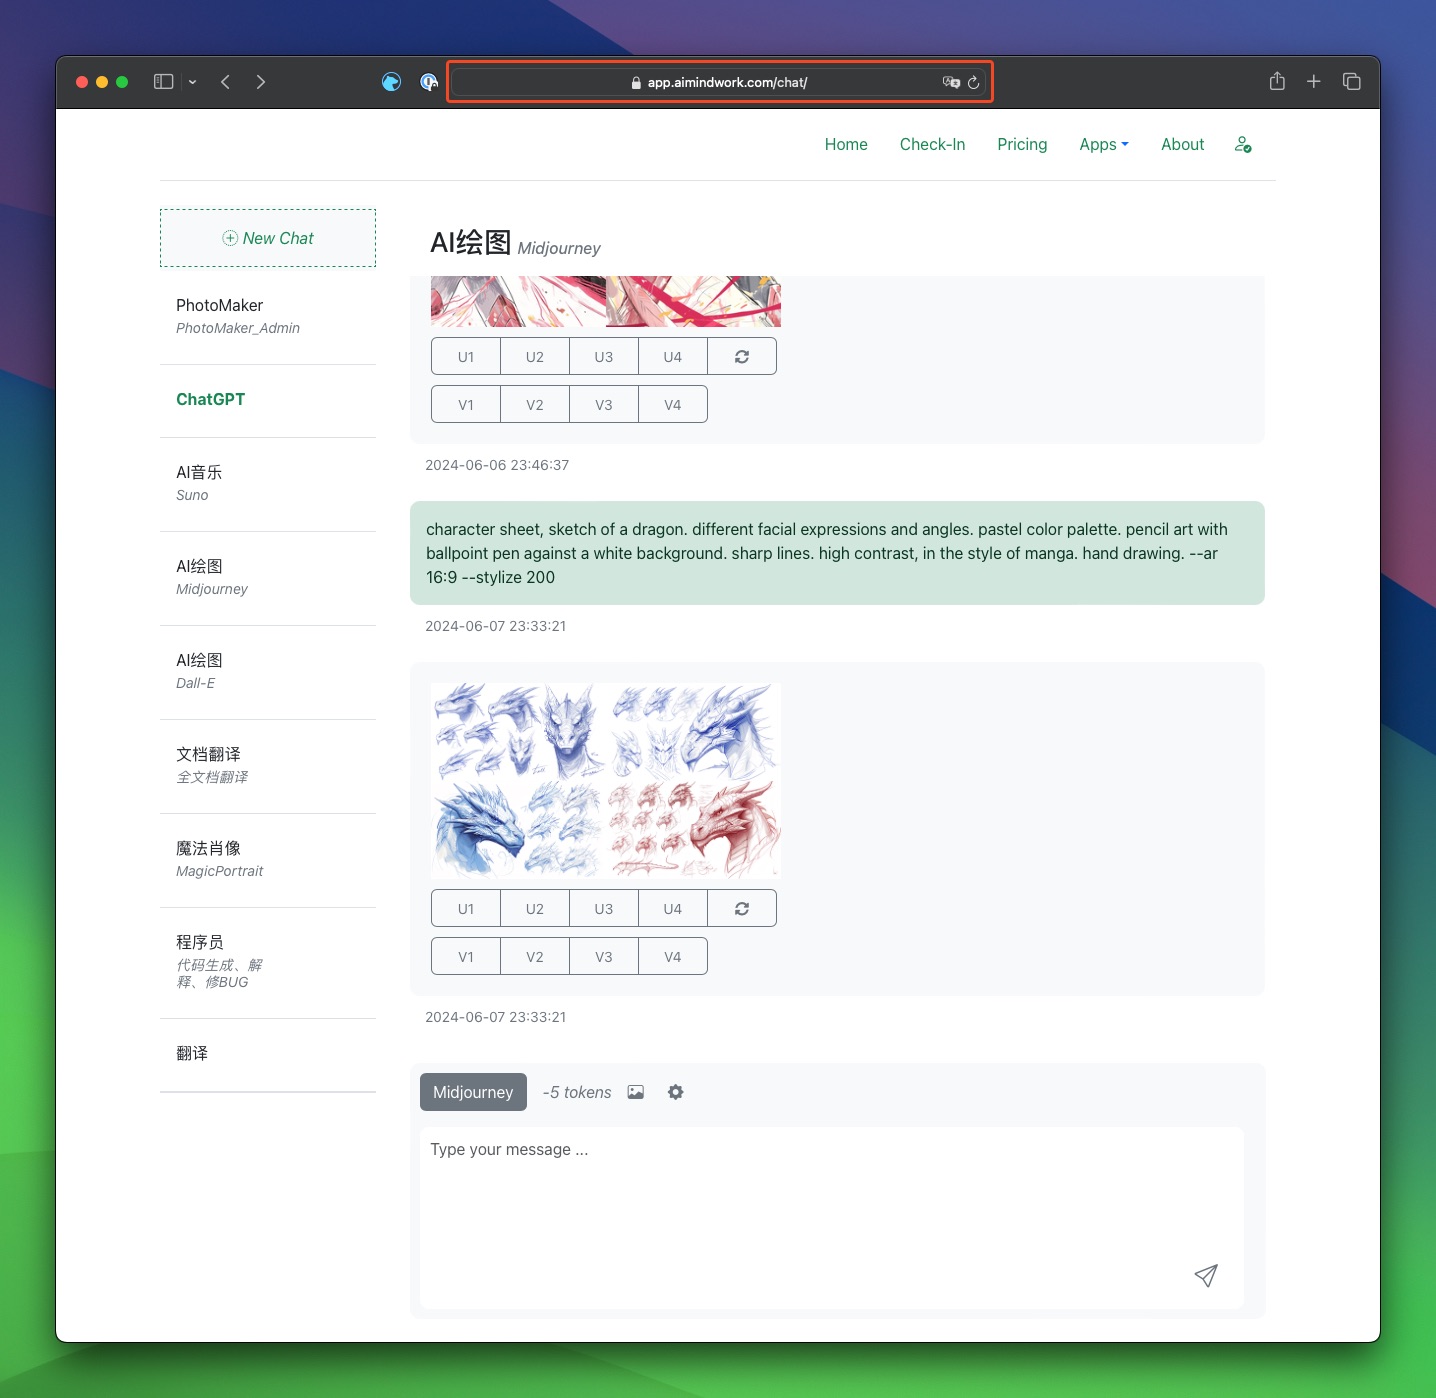 app.aimindwork.com/chat/
Home
Check-In
Pricing
Apps
About
New Chat
PhotoMaker
PhotoMaker_Admin
ChatGPT
AI音乐
Suno
AI绘图
Midjourney
AI绘图
Dall-E
文档翻译
全文档翻译
魔法肖像
MagicPortrait
程序员
代码生成、解
释、修BUG
翻译
AI绘图 Midjourney
U1 U2 U3 U4
V1 V2 V3 V4
2024-06-06 23:46:37
character sheet, sketch of a dragon. different facial expressions and angles. pastel color palette. pencil art with
ballpoint pen against a white background. sharp lines. high contrast, in the style of manga. hand drawing. --ar
16:9 --stylize 200
2024-06-07 23:33:21
U1 U2 U3 U4
V1 V2 V3 V4
2024-06-07 23:33:21
Midjourney -5 tokens
Type your message ...